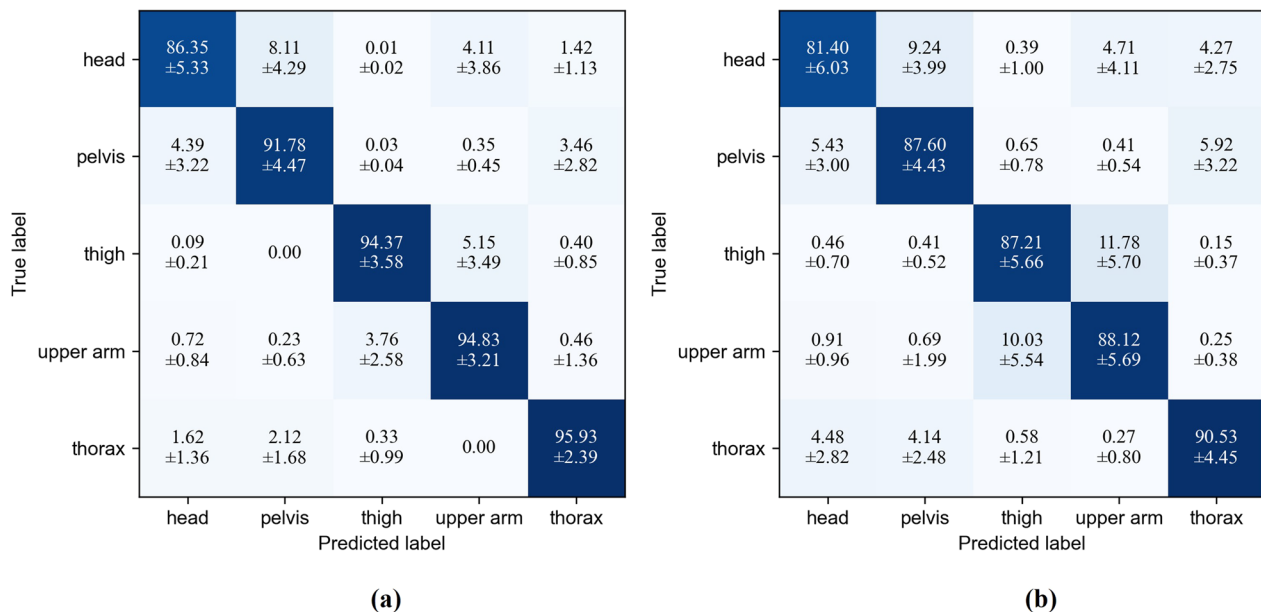 True label
head
86.35 8.11 0.01 4.11 1.42
±5.33 ±4.29 ±0.02 ±3.86 ±1.13
pelvis
4.39 91.78 0.03 0.35 3.46
±3.22 ±4.47 ±0.04 ±0.45 ±2.82
thigh
0.09 0.00 94.37 5.15 0.40
±0.21 ±3.58 ±3.49 ±0.85
upper arm
0.72 0.23 3.76 94.83 0.46
±0.84 ±0.63 ±2.58 ±3.21 ±1.36
thorax
1.62 2.12 0.33 0.00 95.93
±1.36 ±1.68 ±0.99 ±2.39
head pelvis thigh upper arm thorax
Predicted label
(a)
True label
head
81.40 9.24 0.39 4.71 4.27
±6.03 ±3.99 ±1.00 ±4.11 ±2.75
pelvis
5.43 87.60 0.65 0.41 5.92
±3.00 ±4.43 ±0.78 ±0.54 ±3.22
thigh
0.46 0.41 87.21 11.78 0.15
±0.70 ±0.52 ±5.66 ±5.70 ±0.37
upper arm
0.91 0.69 10.03 88.12 0.25
±0.96 ±1.99 ±5.54 ±5.69 ±0.38
thorax
4.48 4.14 0.58 0.27 90.53
±2.82 ±2.48 ±1.21 ±0.80 ±4.45
head pelvis thigh upper arm thorax
Predicted label
(b)